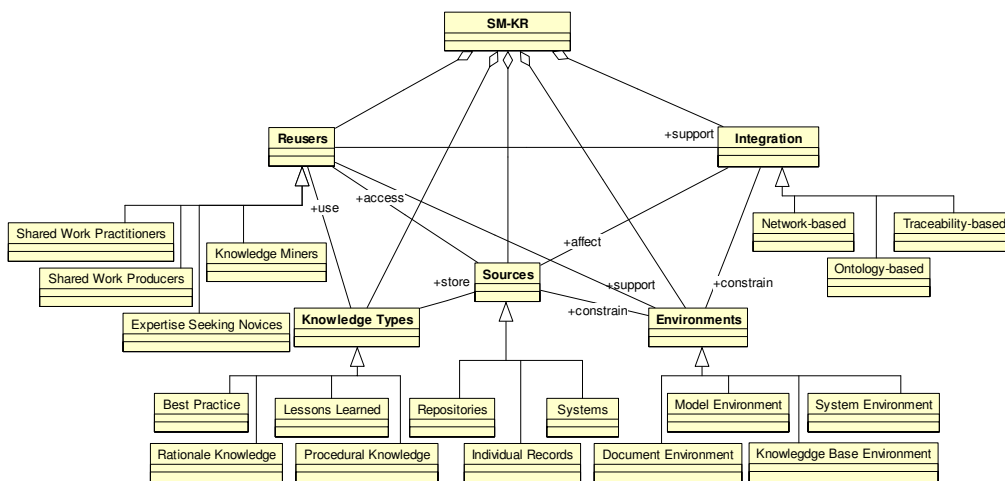 SM-KR
Reusers
+support
Integration
+use
+access
Shared Work Practitioners
Knowledge Miners
Network-based
Traceability-based
+affect
Shared Work Producers
Sources
Ontology-based
+store
+support
+constrain
Expertise Seeking Novices
Knowledge Types
+constrain
Environments
Best Practice
Lessons Learned
Repositories
Systems
Model Environment
System Environment
Rationale Knowledge
Procedural Knowledge
Individual Records
Document Environment
Knowlegdge Base Environment